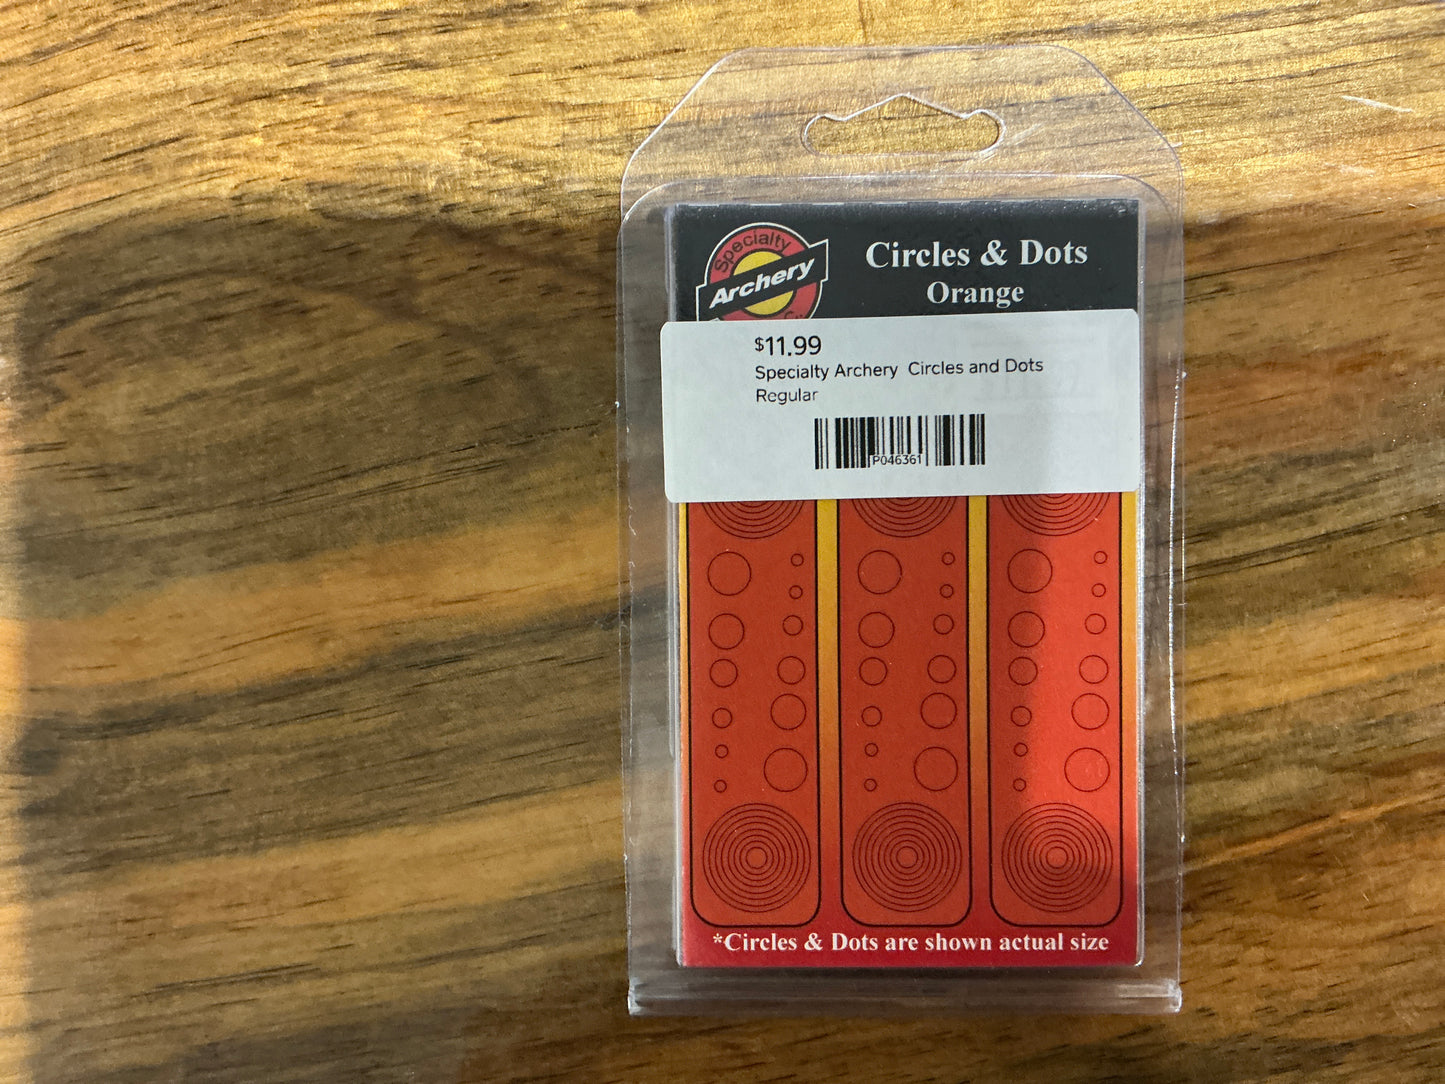 Specialty
Archery
Circles & Dots
Orange
$11.99
Specialty Archery Circles and Dots
Regular
P046361
*Circles & Dots are shown actual size